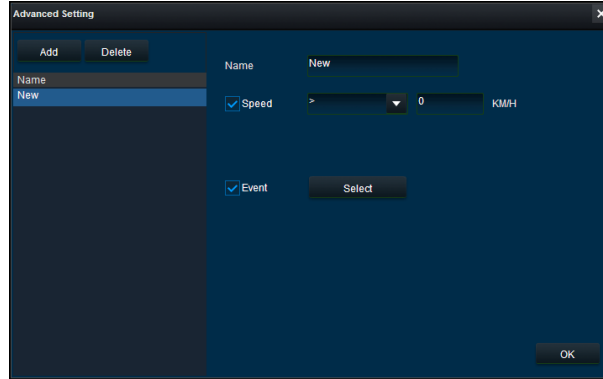 Advanced Setting
Add Delete
Name
New
Name New
Speed > 0 KM/H
Event Select
OK